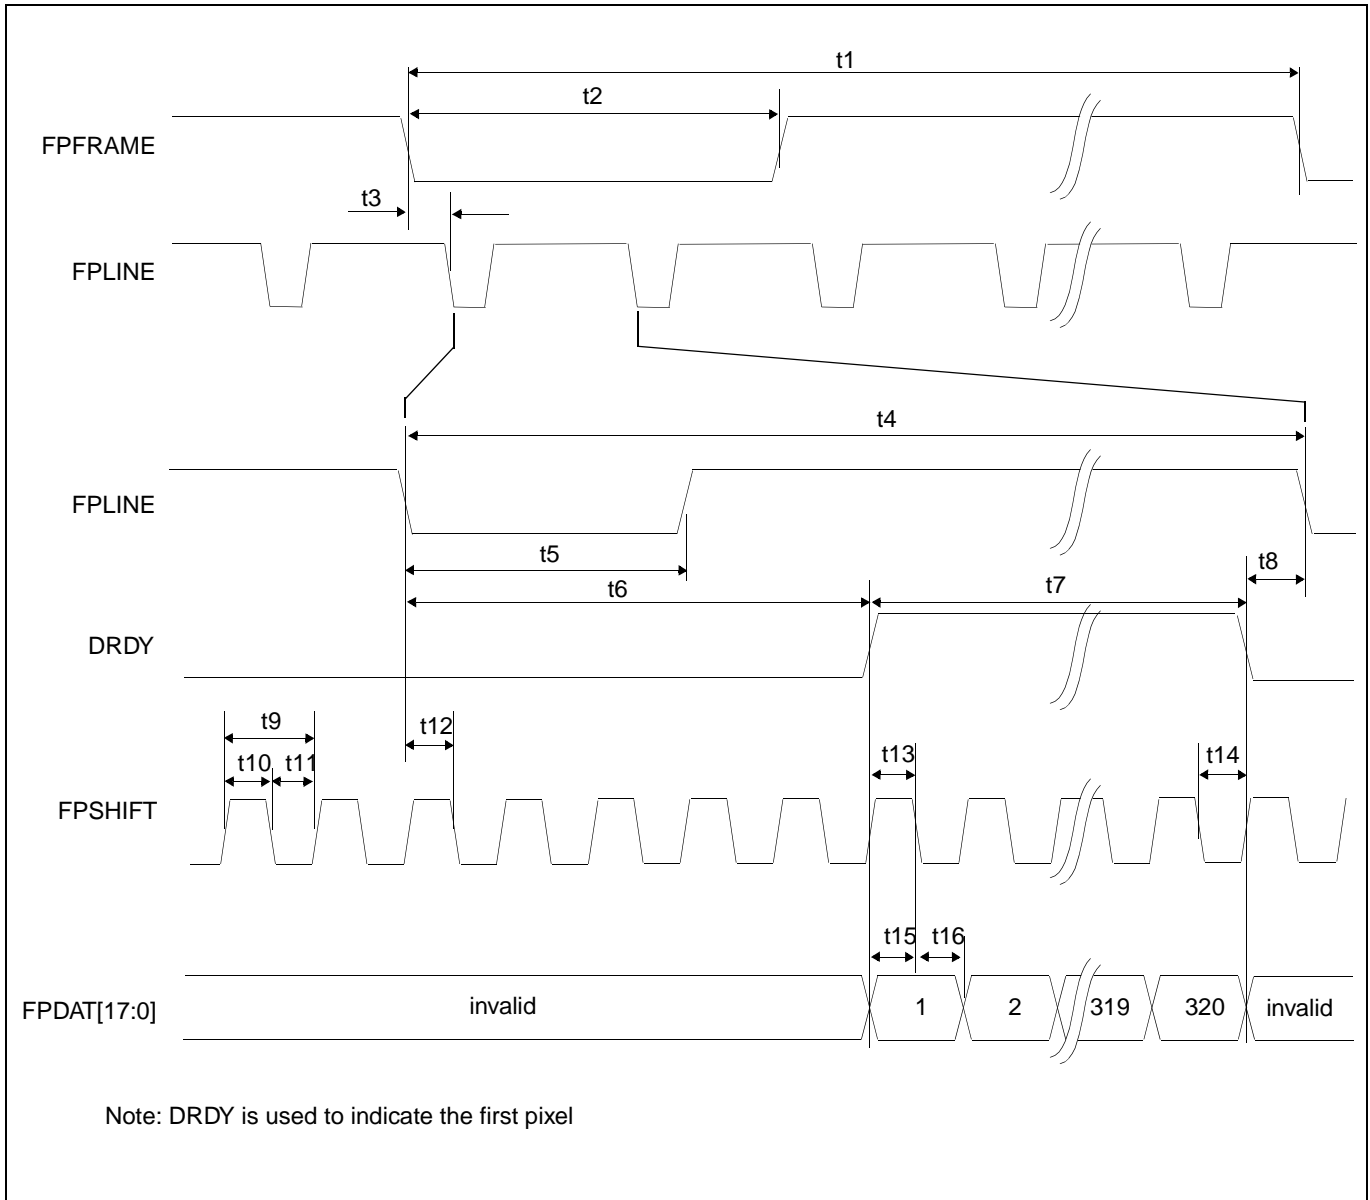 t1
t2
FPFRAME
t3
FPLINE
t4
FPLINE
t5
t8
t6
t7
DRDY
t9
t12
t10
t11
t13
t14
FPSHIFT
t15
t16
FPDAT[17:0]
invalid
1
2
319
320
invalid
Note: DRDY is used to indicate the first pixel